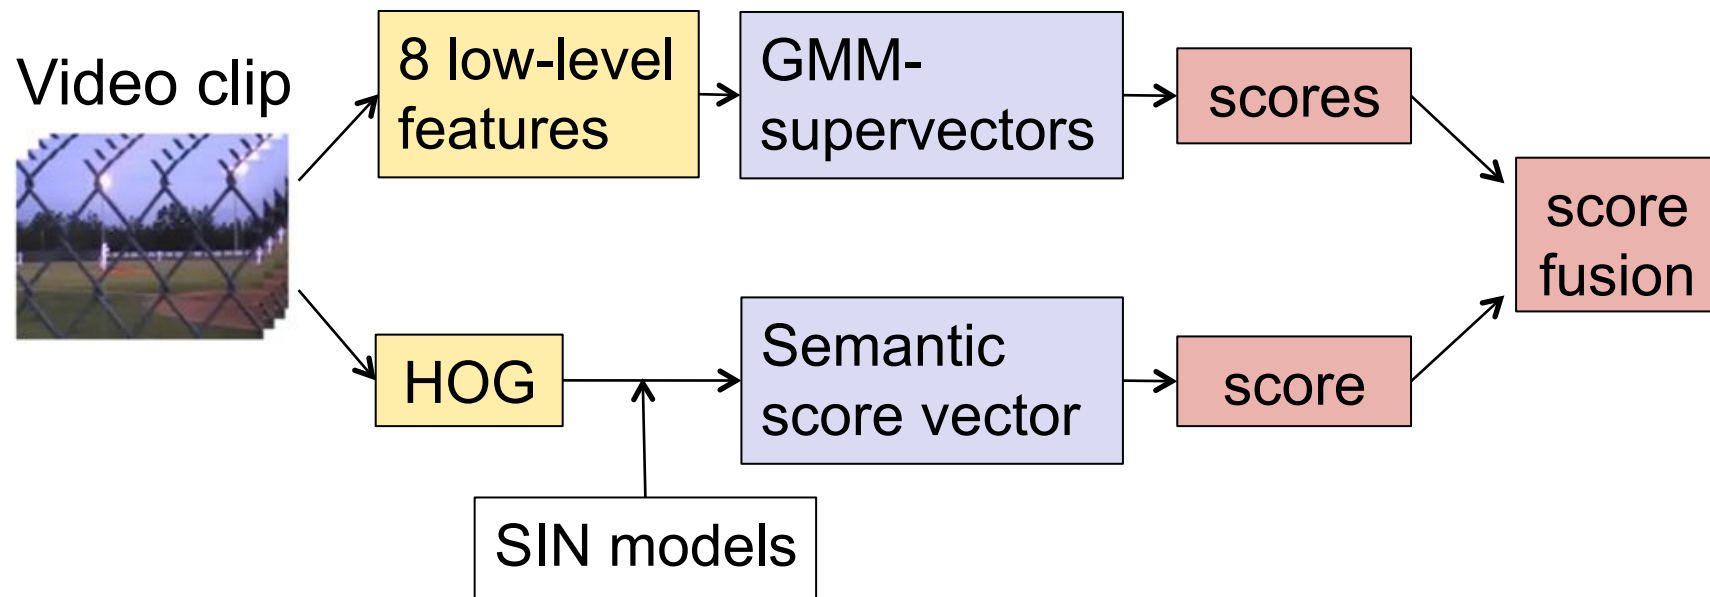 Video clip
8 low-level
features
GMM-
supervectors
scores
score
fusion
HOG
Semantic
score vector
score
SIN models